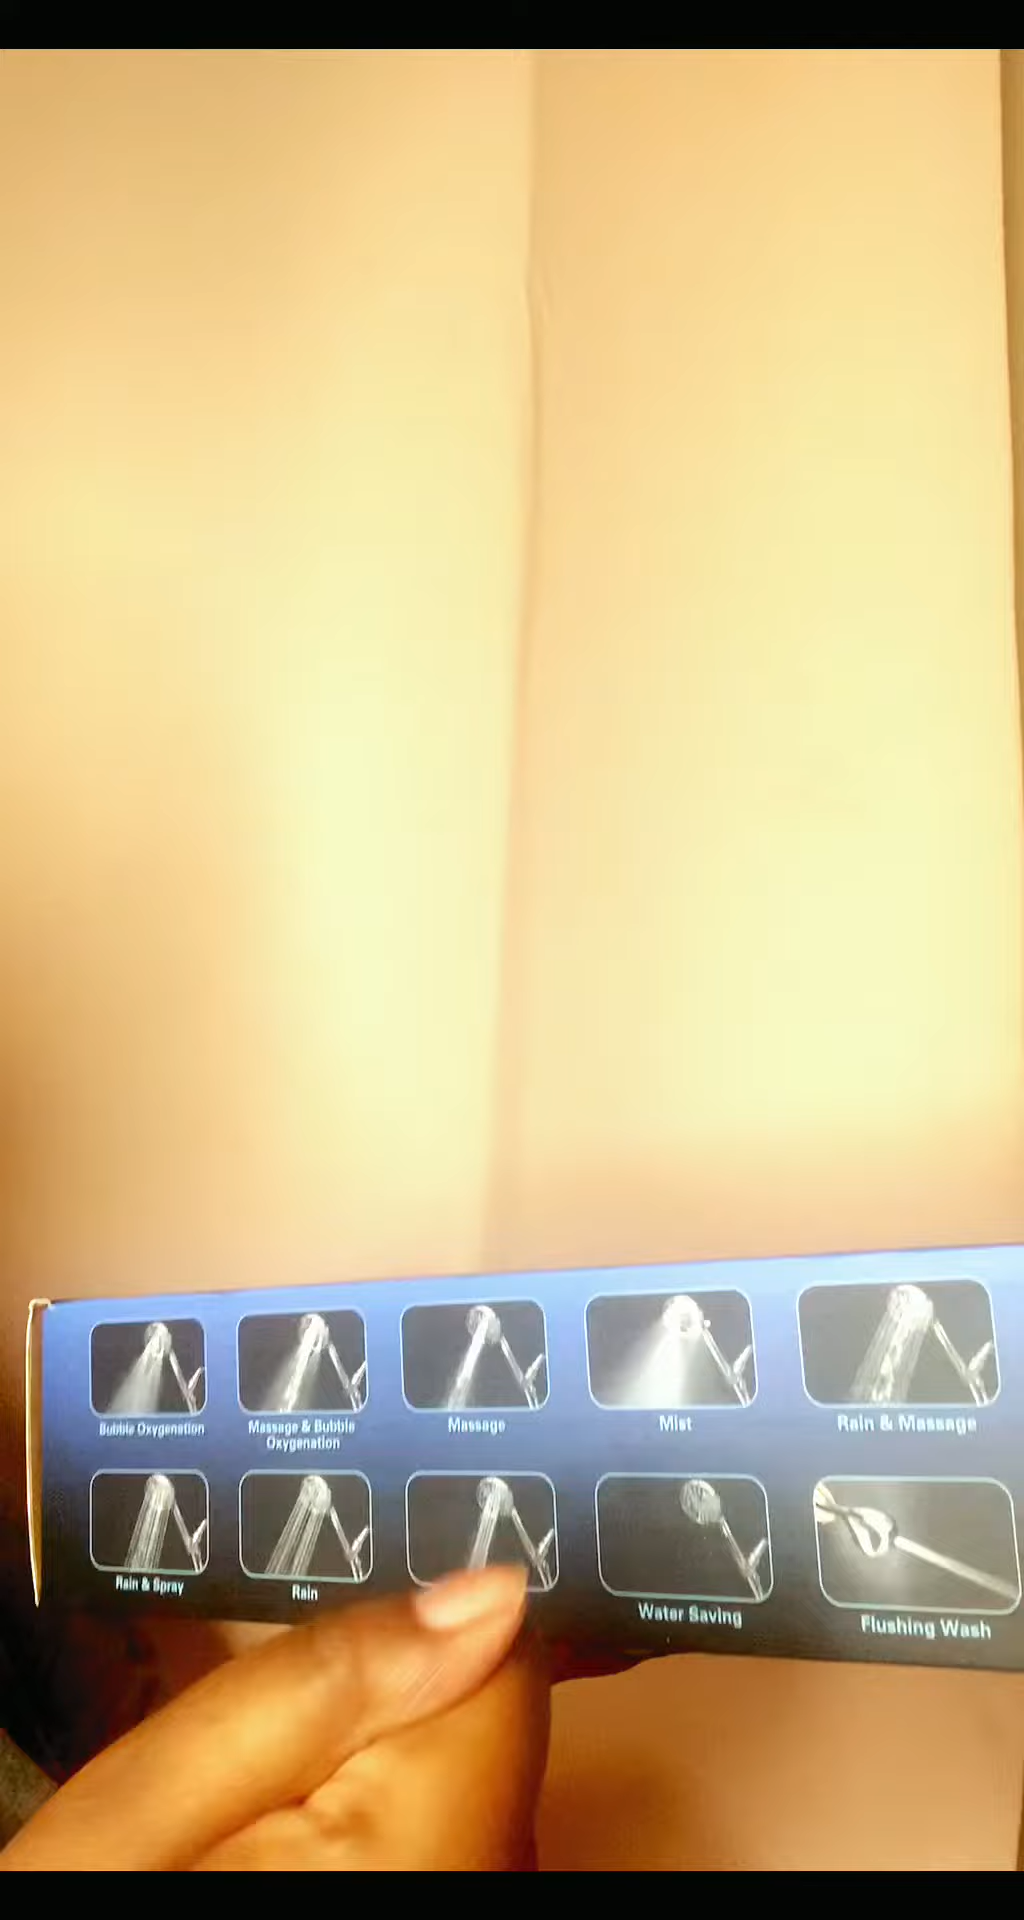 Bubble Oxygenation
Massage & Bubble
Oxygenation
Massage
Mist
Rain & Massage
Rain & Spray
Rain
Water Saving
Flushing Wash